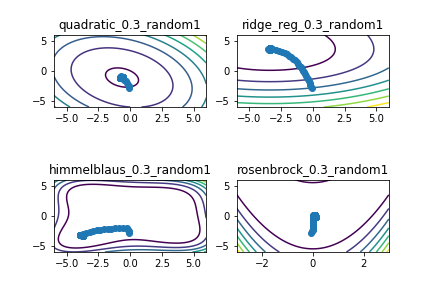 quadratic_0.3_random1
5
0
−5
−5.0 −2.5 0.0 2.5 5.0
ridge_reg_0.3_random1
5
0
−5
−5.0 −2.5 0.0 2.5 5.0
himmelblaus_0.3_random1
5
0
−5
−5.0 −2.5 0.0 2.5 5.0
rosenbrock_0.3_random1
5
0
−5
−2 0 2